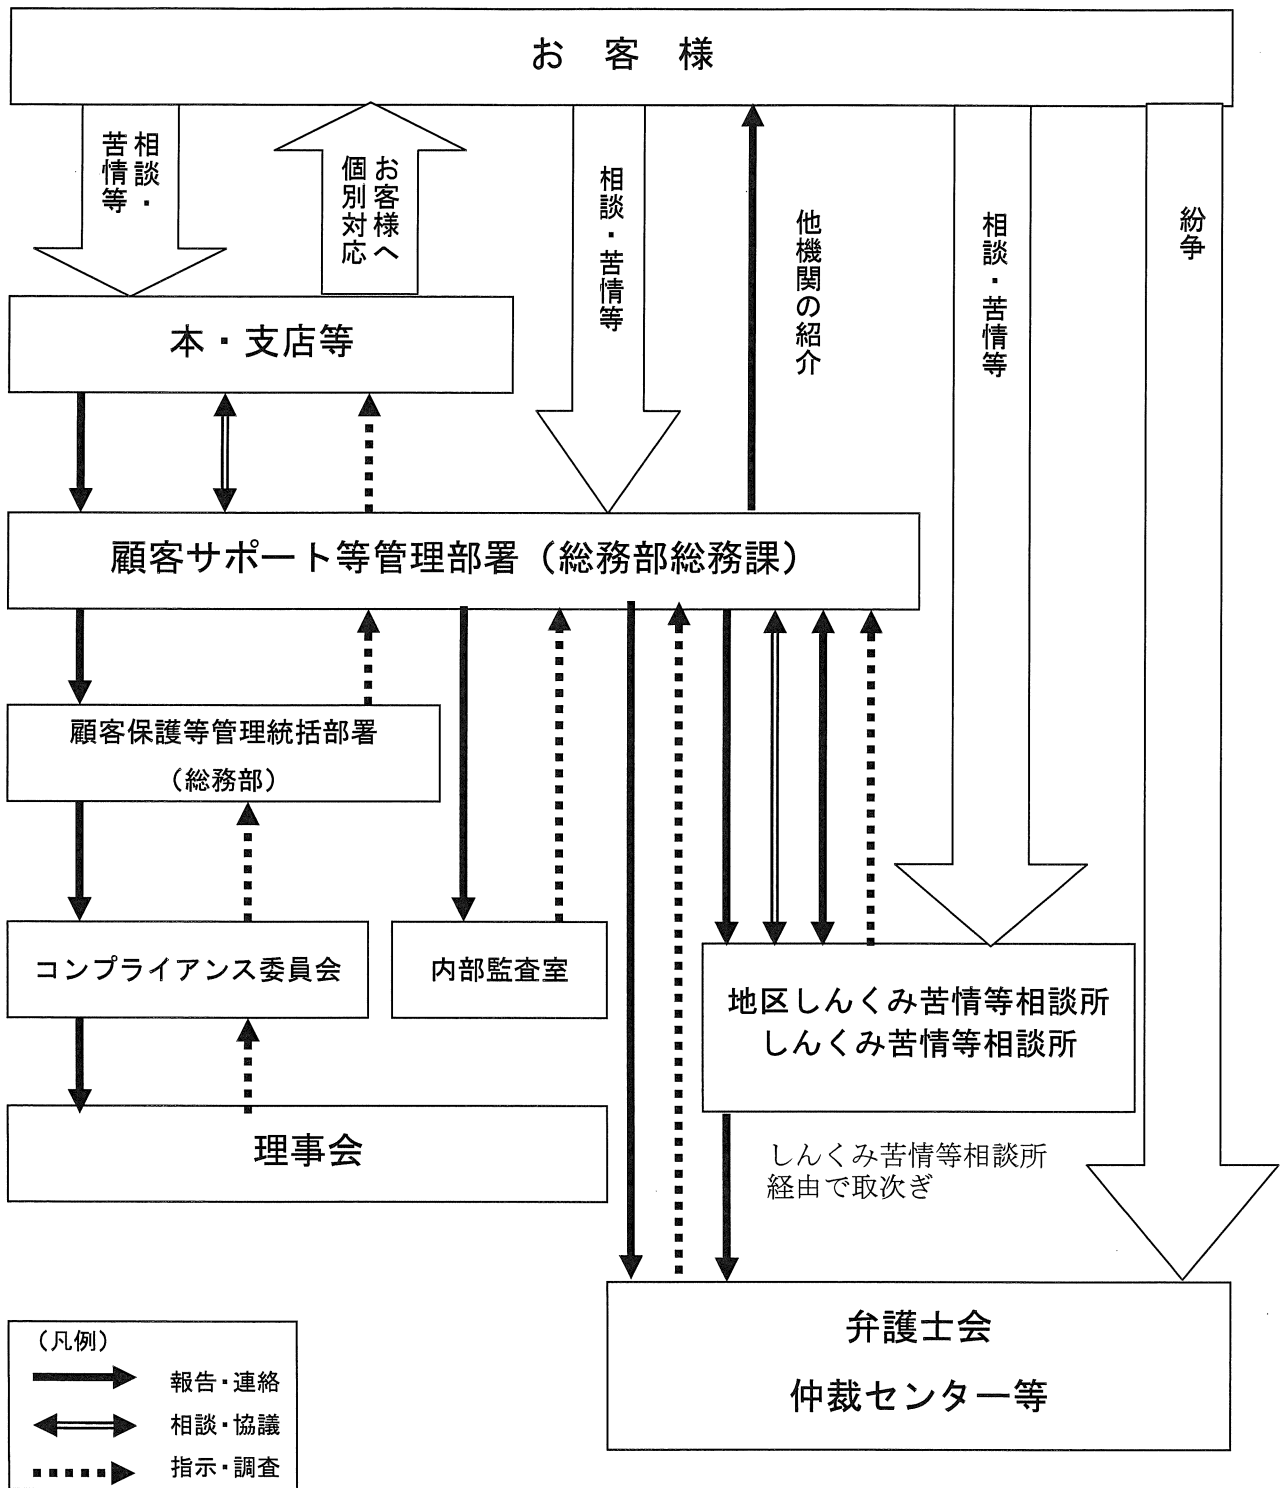 お 客 様
相談・
苦情等
お客様へ
個別対応
相談・苦情等
他機関の紹介
相談・苦情等
紛争
本・支店等
顧客サポート等管理部署（総務部総務課）
顧客保護等管理統括部署
（総務部）
コンプライアンス委員会
内部監査室
地区しんくみ苦情等相談所
しんくみ苦情等相談所
理事会
しんくみ苦情等相談所
経由で取次ぎ
弁護士会
仲裁センター等
（凡例）
報告・連絡
相談・協議
指示・調査